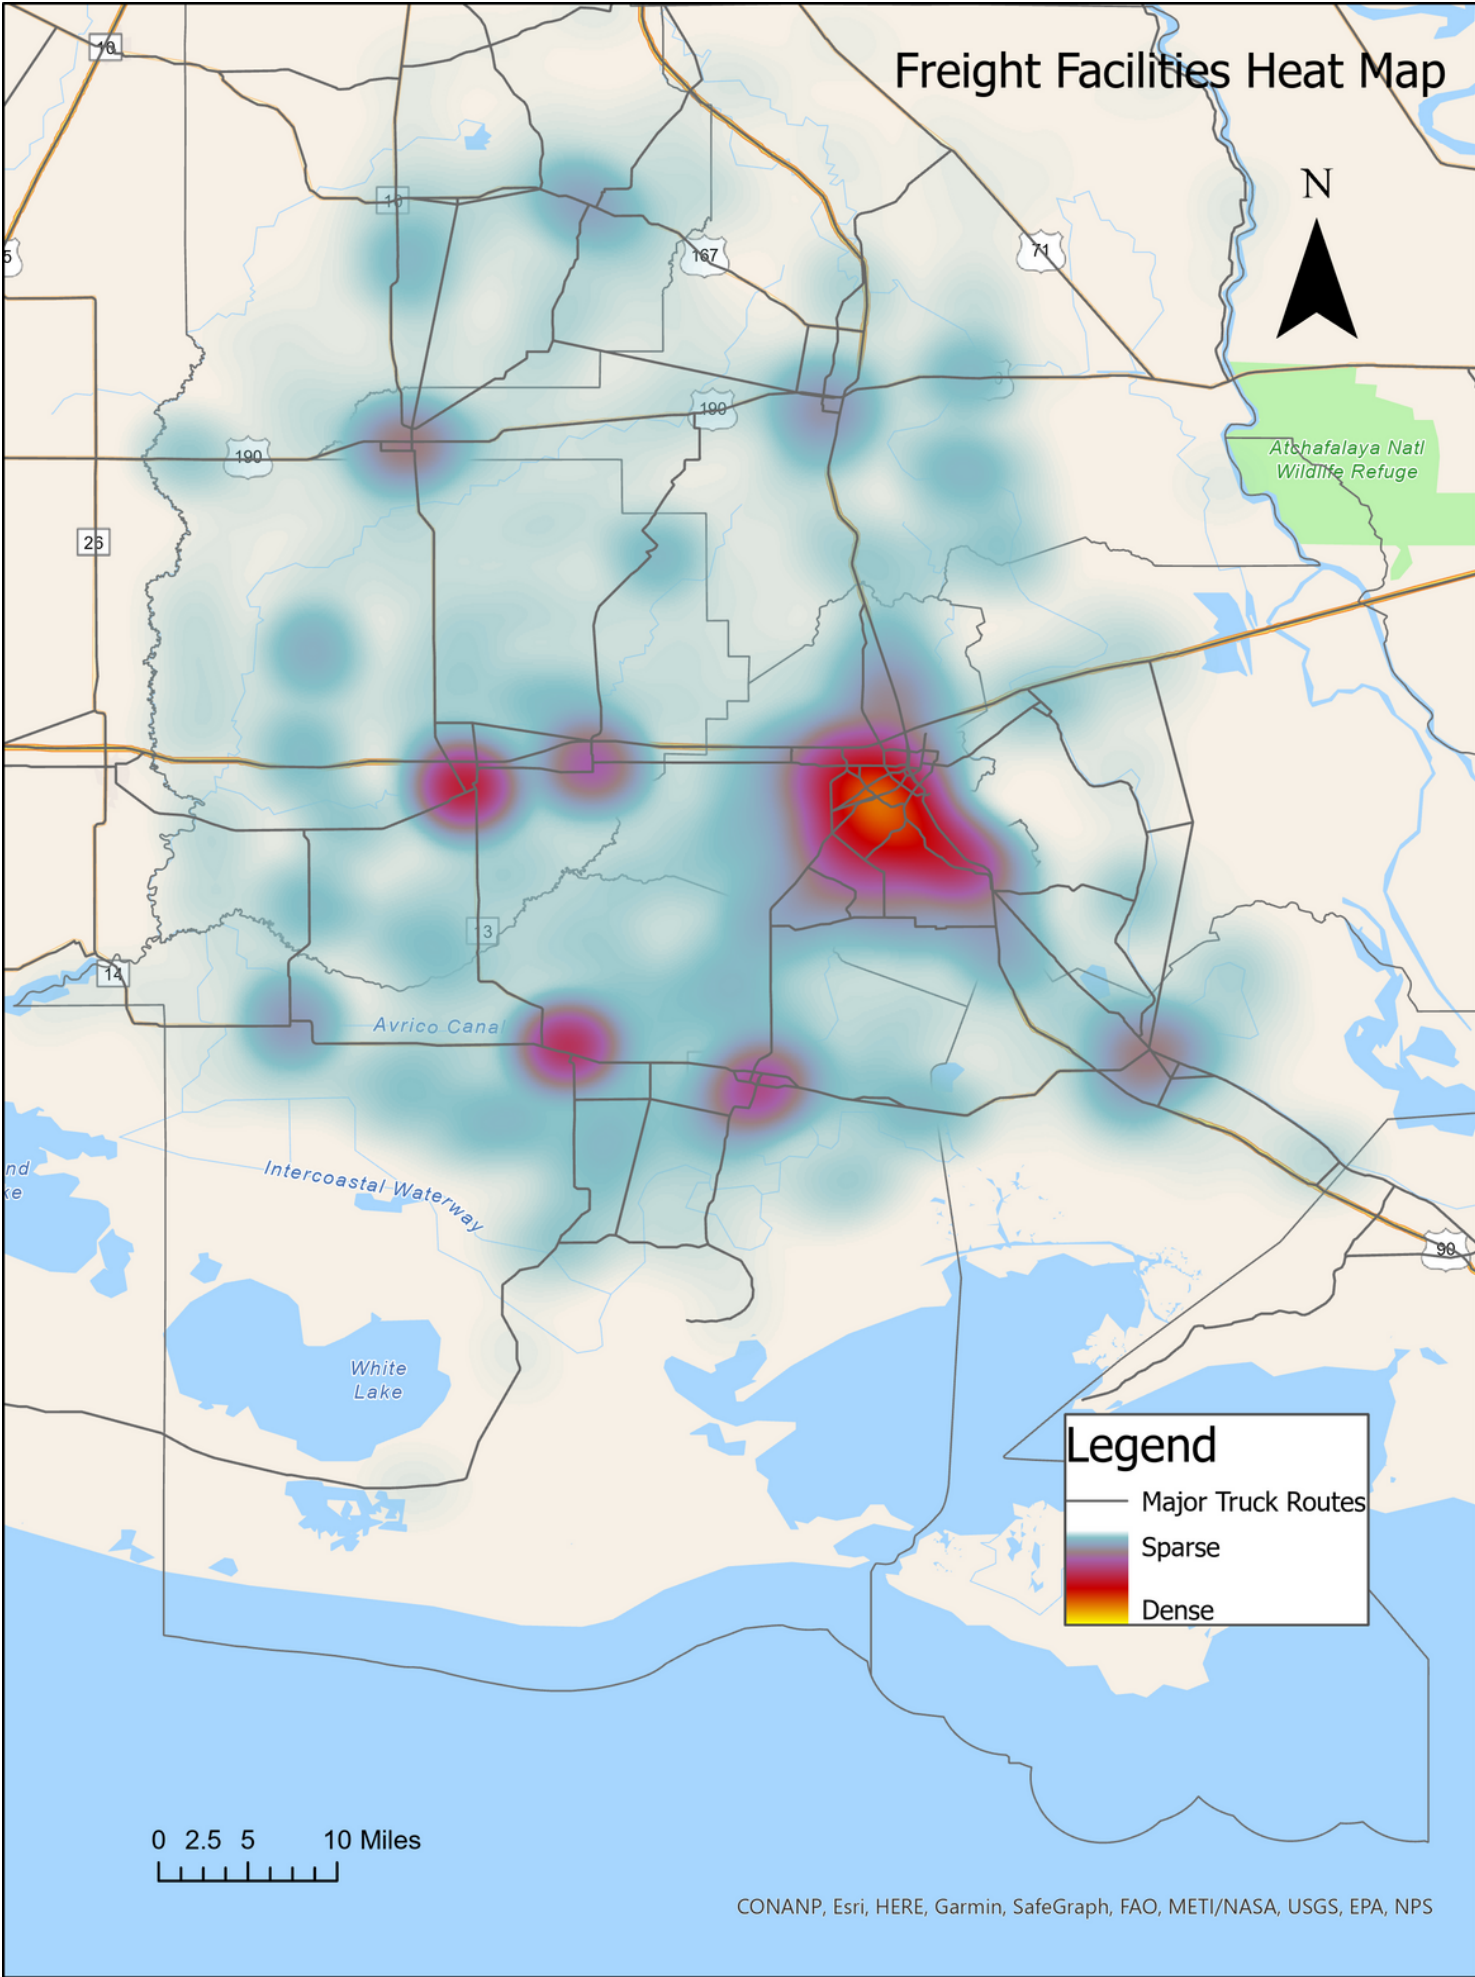 Freight Facilities Heat Map
10
N
10
167
71
5
190
190
Atchafalaya Natl
Wildlife Refuge
26
13
14
Avrico Canal
Intercoastal Waterway
nd
ke
90
White
Lake
Legend
Major Truck Routes
Sparse
Dense
0 2.5 5 10 Miles
CONANP, Esri, HERE, Garmin, SafeGraph, FAO, METI/NASA, USGS, EPA, NPS